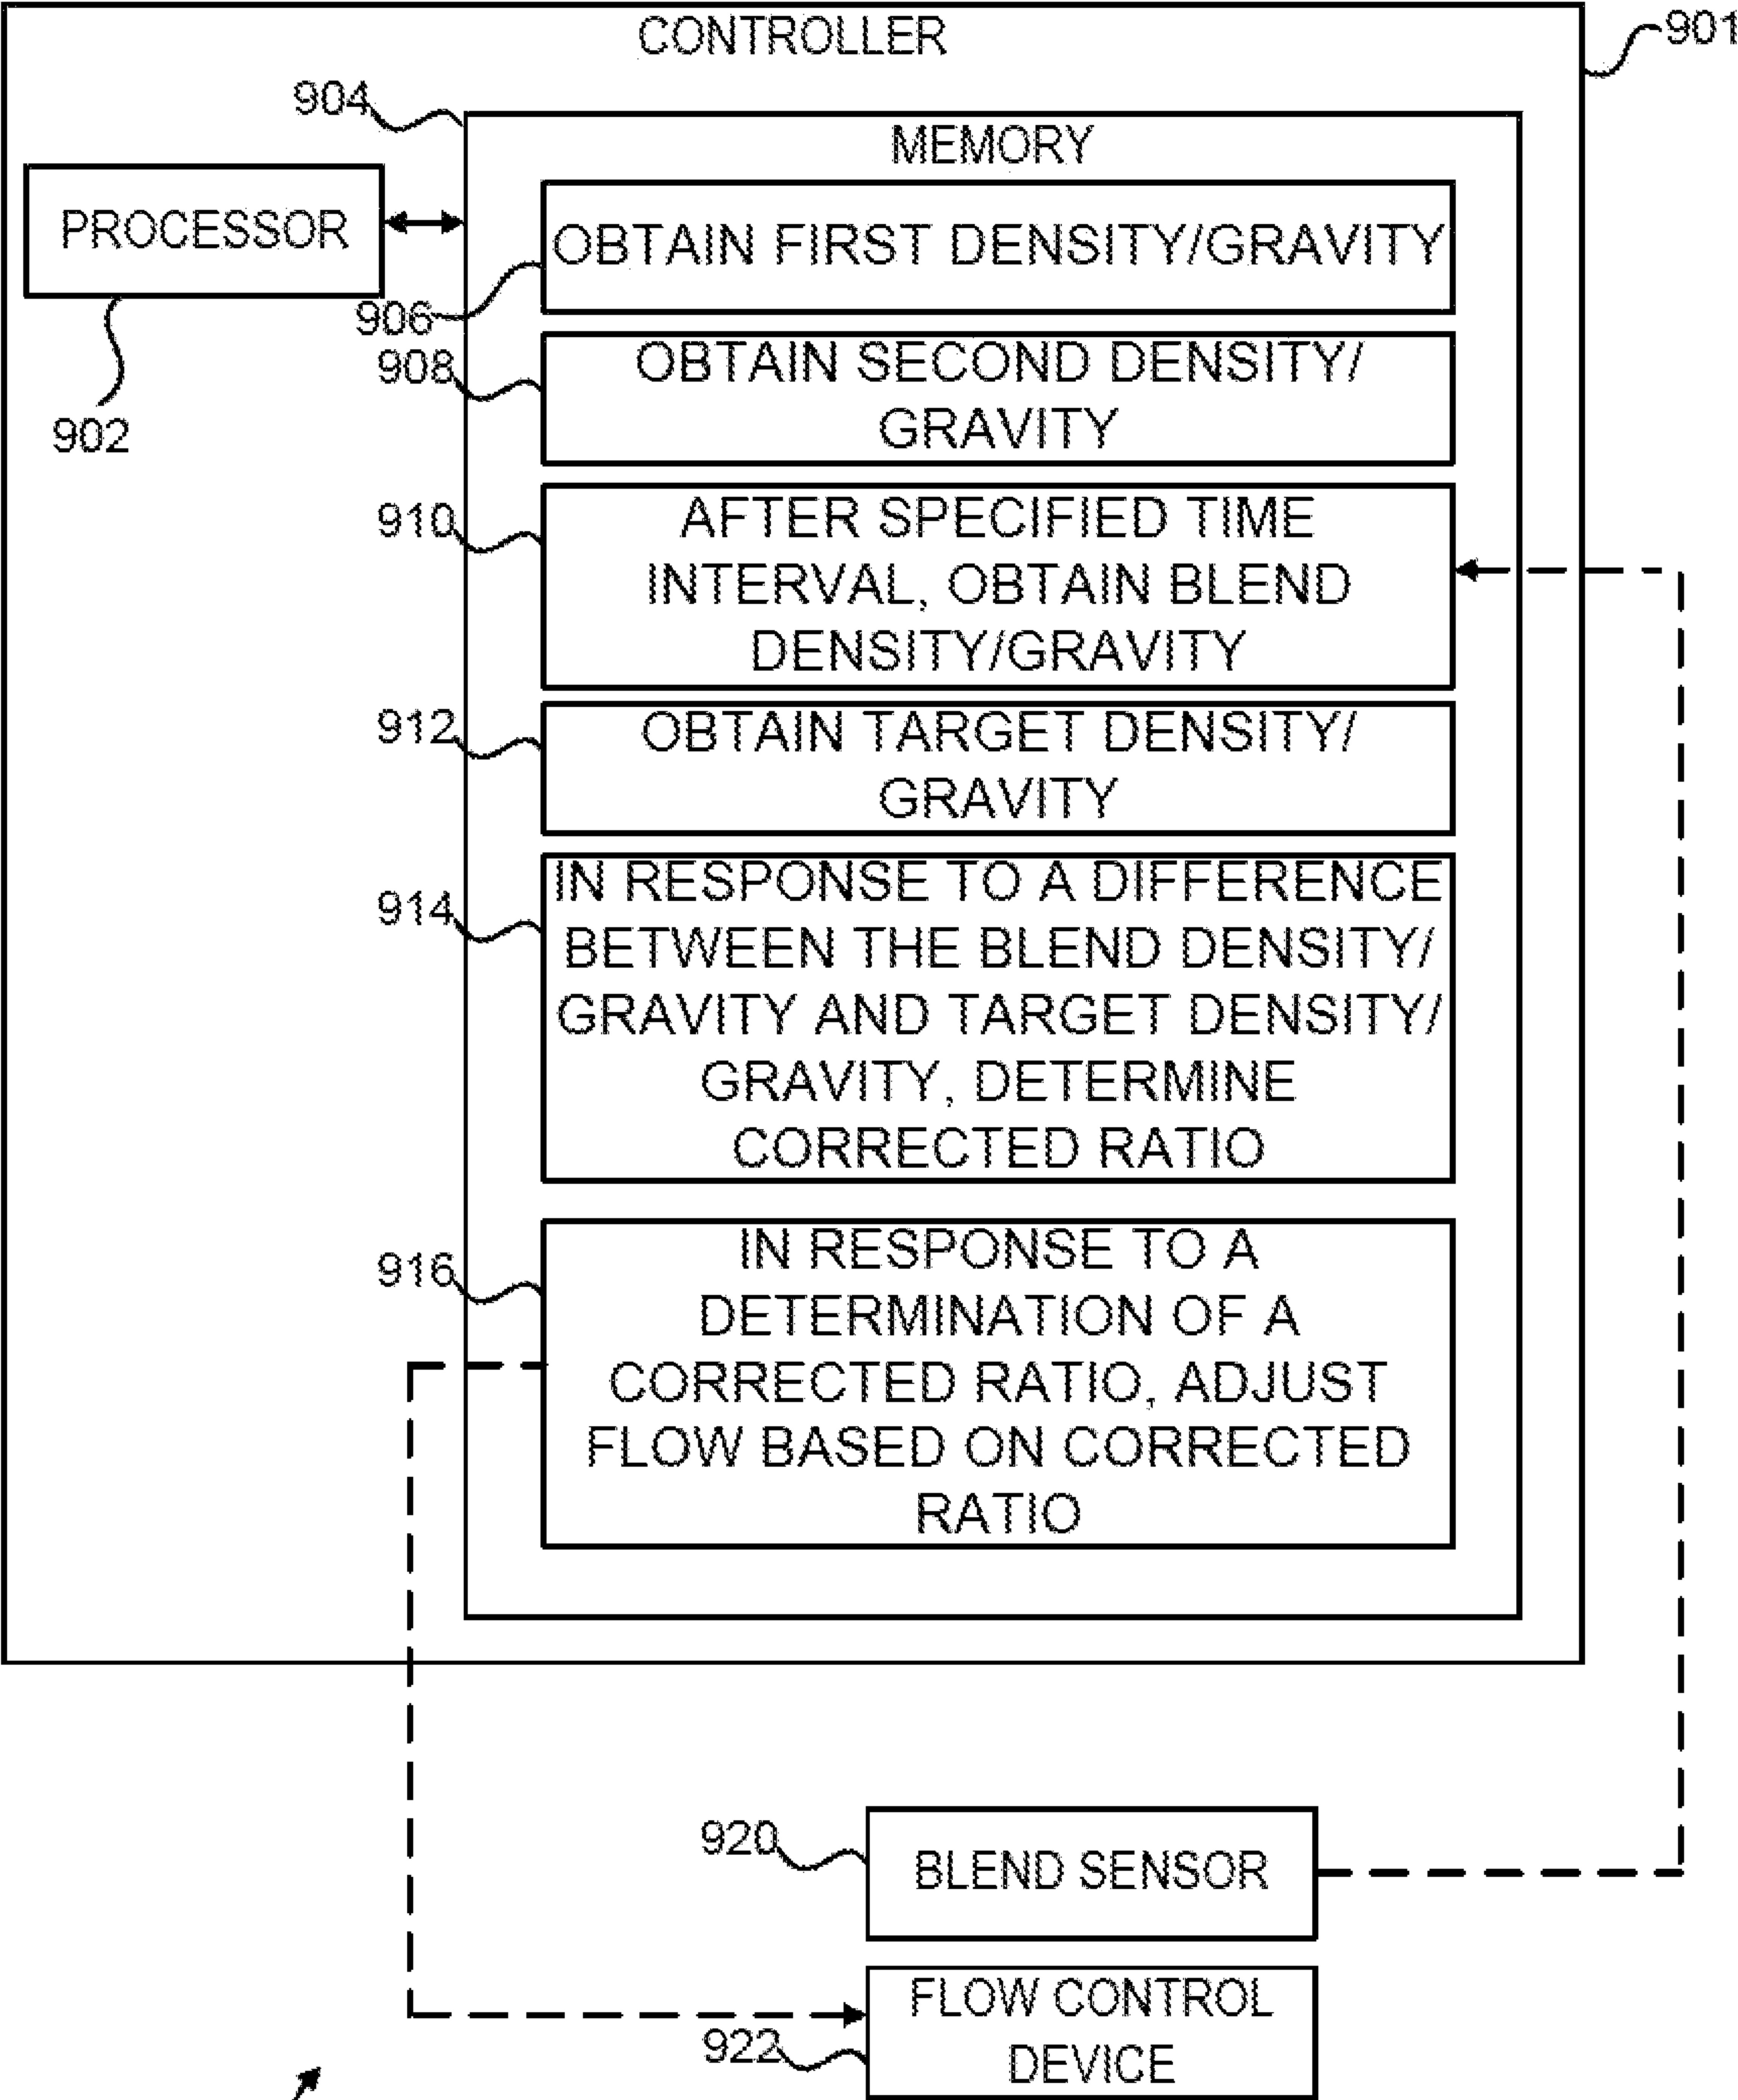 CONTROLLER
901
904
MEMORY
PROCESSOR
902
OBTAIN FIRST DENSITY/GRAVITY
906
908
OBTAIN SECOND DENSITY/
GRAVITY
910
AFTER SPECIFIED TIME
INTERVAL, OBTAIN BLEND
DENSITY/GRAVITY
912
OBTAIN TARGET DENSITY/
GRAVITY
914
IN RESPONSE TO A DIFFERENCE
BETWEEN THE BLEND DENSITY/
GRAVITY AND TARGET DENSITY/
GRAVITY, DETERMINE
CORRECTED RATIO
916
IN RESPONSE TO A
DETERMINATION OF A
CORRECTED RATIO, ADJUST
FLOW BASED ON CORRECTED
RATIO
920
BLEND SENSOR
FLOW CONTROL
DEVICE
922